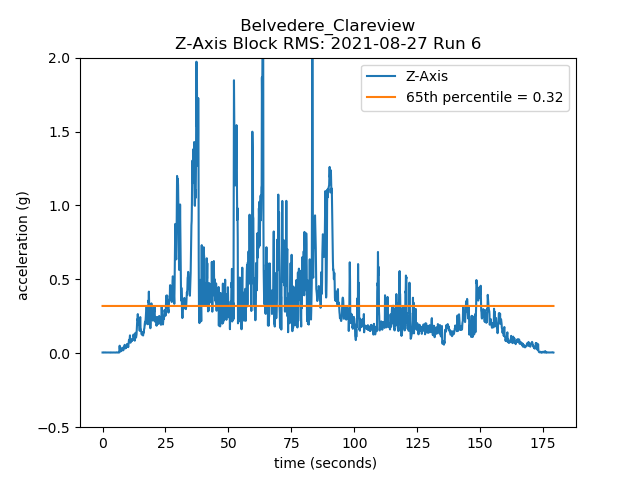 Belvedere_Clareview
Z-Axis Block RMS: 2021-08-27 Run 6
Z-Axis
65th percentile = 0.32
acceleration (g)
2.0
1.5
1.0
0.5
0.0
−0.5
0 25 50 75 100 125 150 175
time (seconds)